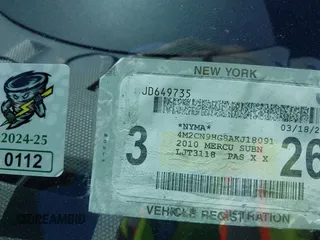 NEW YORK
JD649735
*NYMA*
03/18/2
4M2CN9HG8AKJ18091
2010 MERCU SUBN
LJT3118 PAS X X
3
26
VEHICLE REGISTRATION
2024-25
0112
DREAMBID